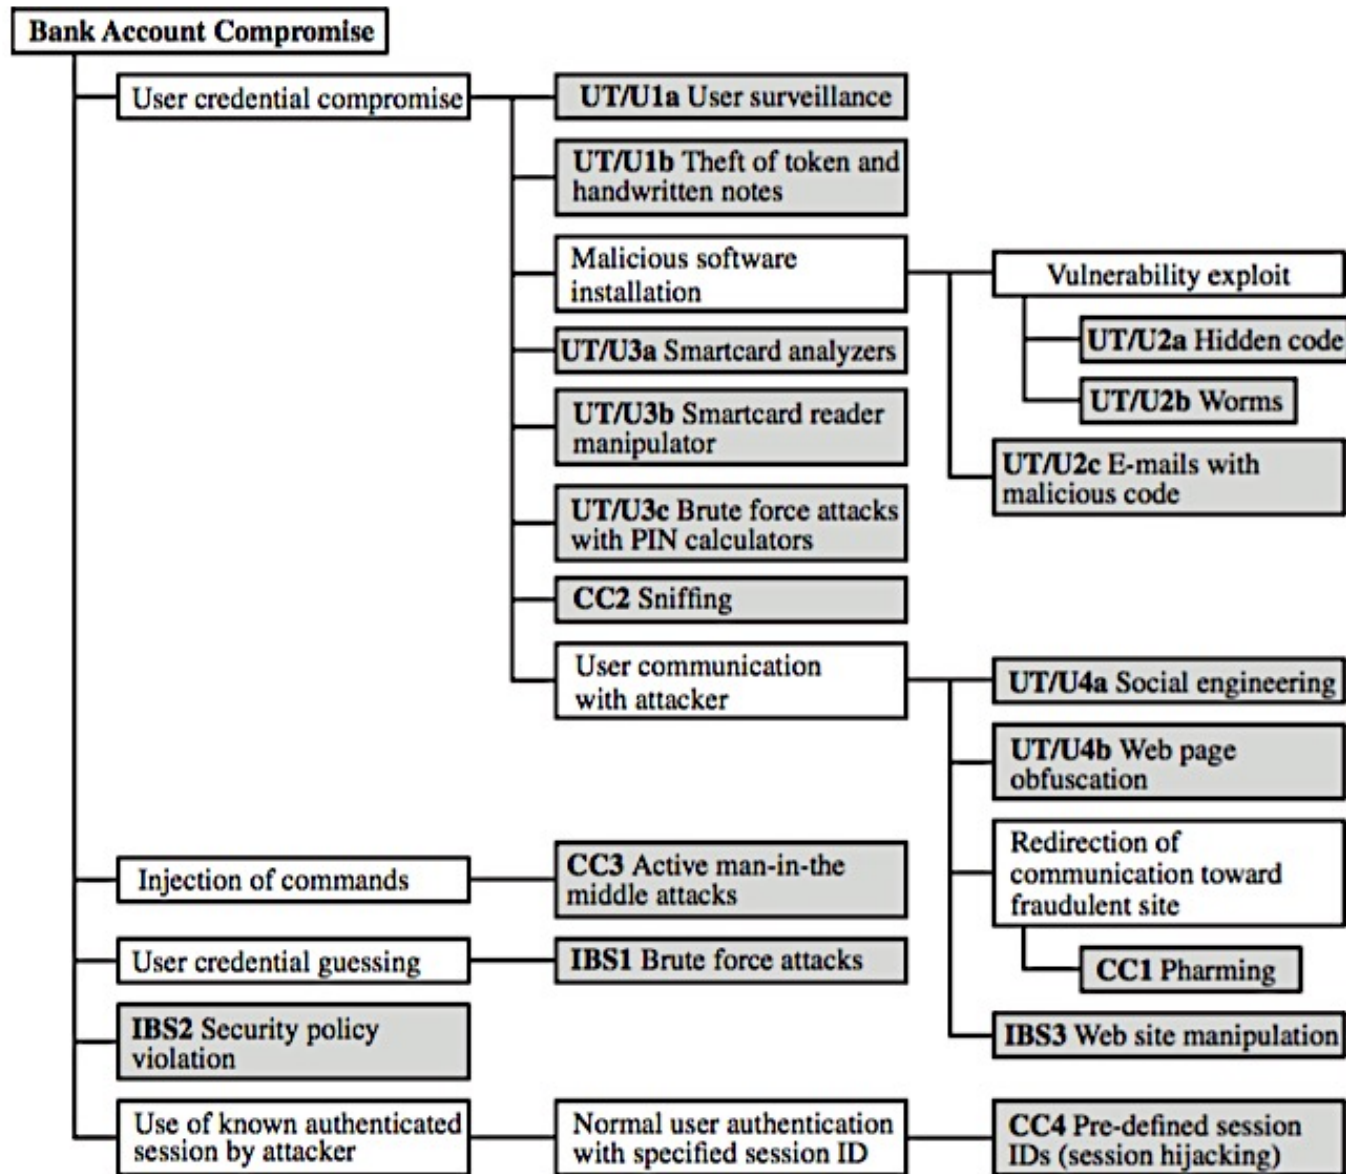 Bank Account Compromise
User credential compromise
UT/U1a User surveillance
UT/U1b Theft of token and
handwritten notes
Malicious software
installation
Vulnerability exploit
UT/U2a Hidden code
UT/U2b Worms
UT/U2c E-mails with
malicious code
UT/U3a Smartcard analyzers
UT/U3b Smartcard reader
manipulator
UT/U3c Brute force attacks
with PIN calculators
CC2 Sniffing
User communication
with attacker
UT/U4a Social engineering
UT/U4b Web page
obfuscation
Redirection of
communication toward
fraudulent site
CC1 Pharming
IBS3 Web site manipulation
Injection of commands
CC3 Active man-in-the
middle attacks
User credential guessing
IBS1 Brute force attacks
IBS2 Security policy
violation
Use of known authenticated
session by attacker
Normal user authentication
with specified session ID
CC4 Pre-defined session
IDs (session hijacking)